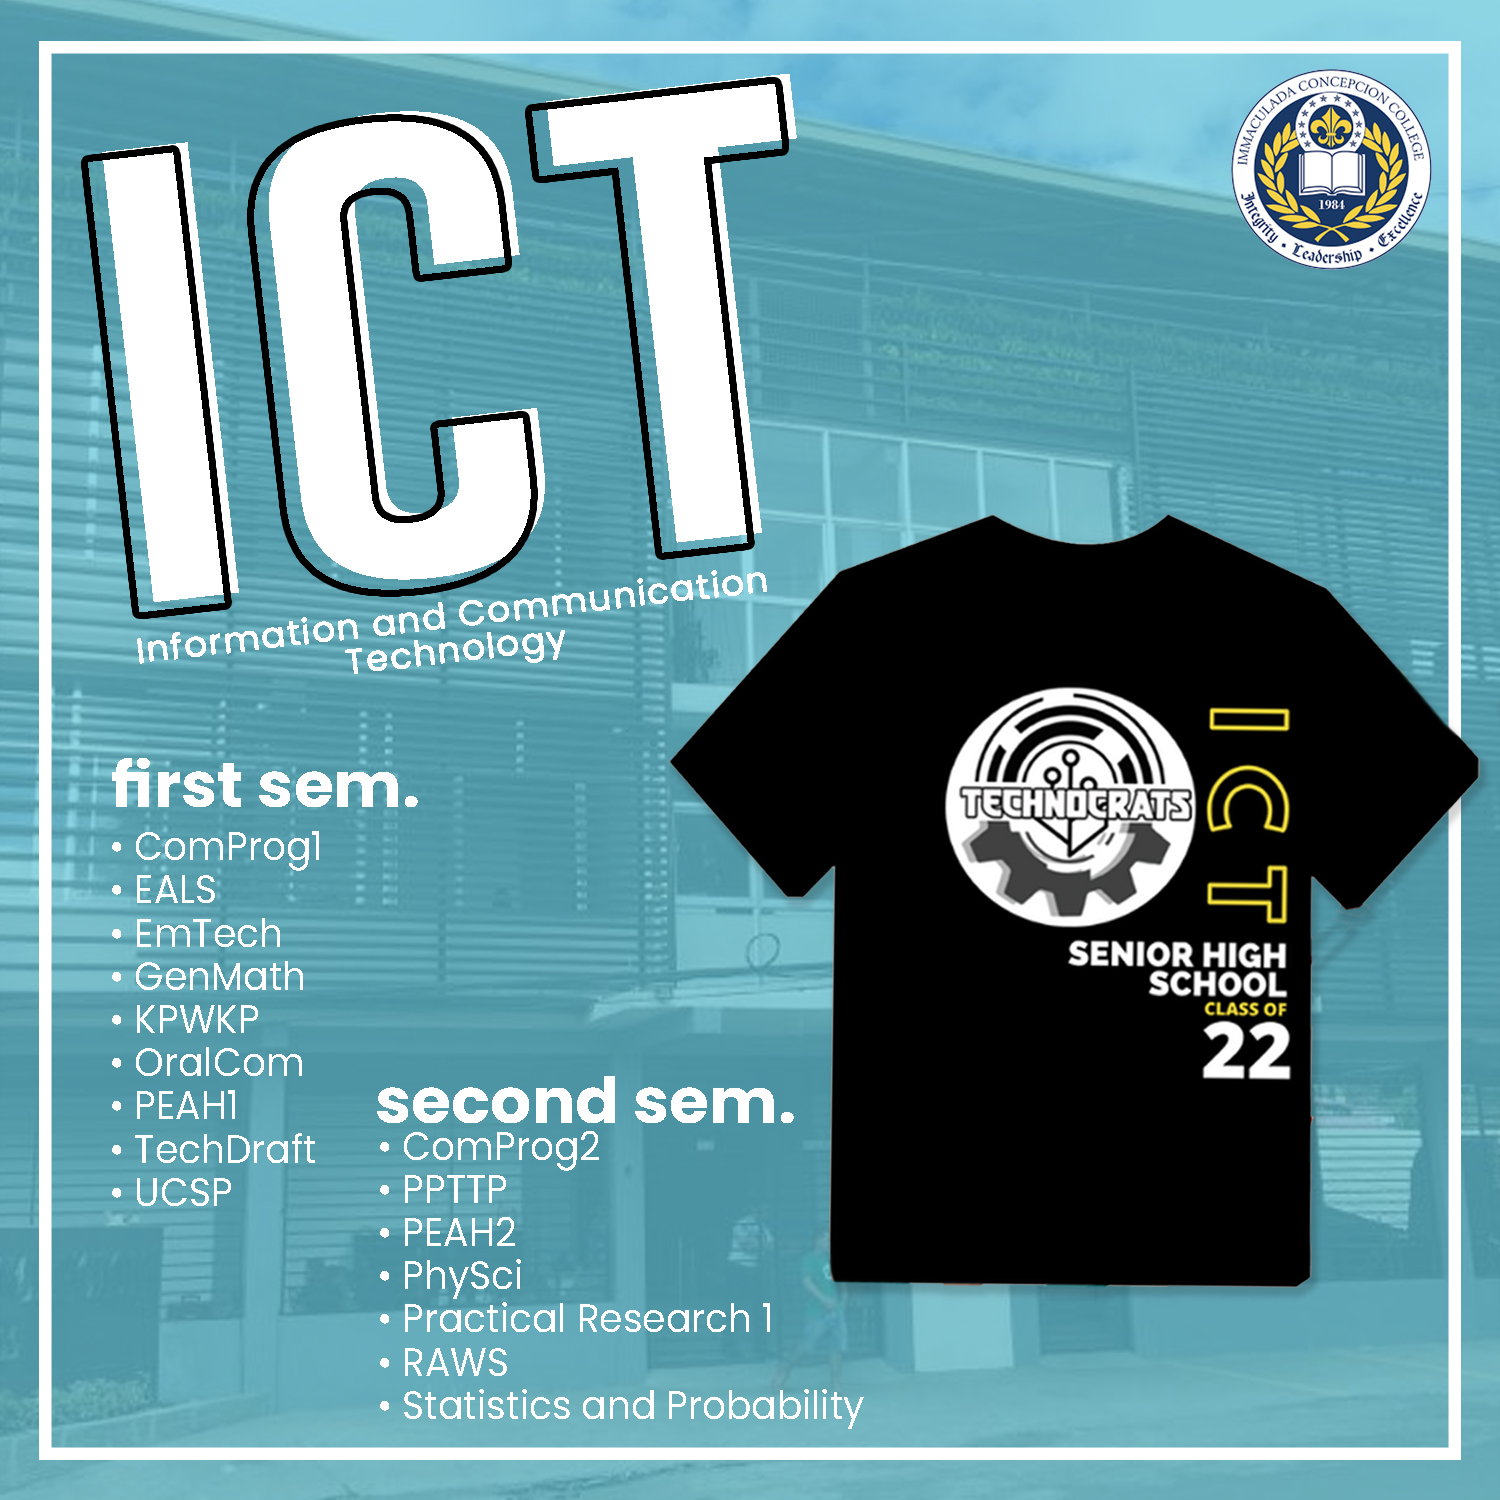 ICT
Information and Communication
Technology
IMMACULADA CONCEPCION COLLEGE
1984
Integrity • Leadership • Excellence
first sem.
• ComProg1
• EALS
• EmTech
• GenMath
• KPWKP
• OralCom
• PEAH1
• TechDraft
• UCSP
second sem.
• ComProg2
• PPTTP
• PEAH2
• PhySci
• Practical Research 1
• RAWS
• Statistics and Probability
TECHNOCRATS
ICT
SENIOR HIGH
SCHOOL
CLASS OF
22